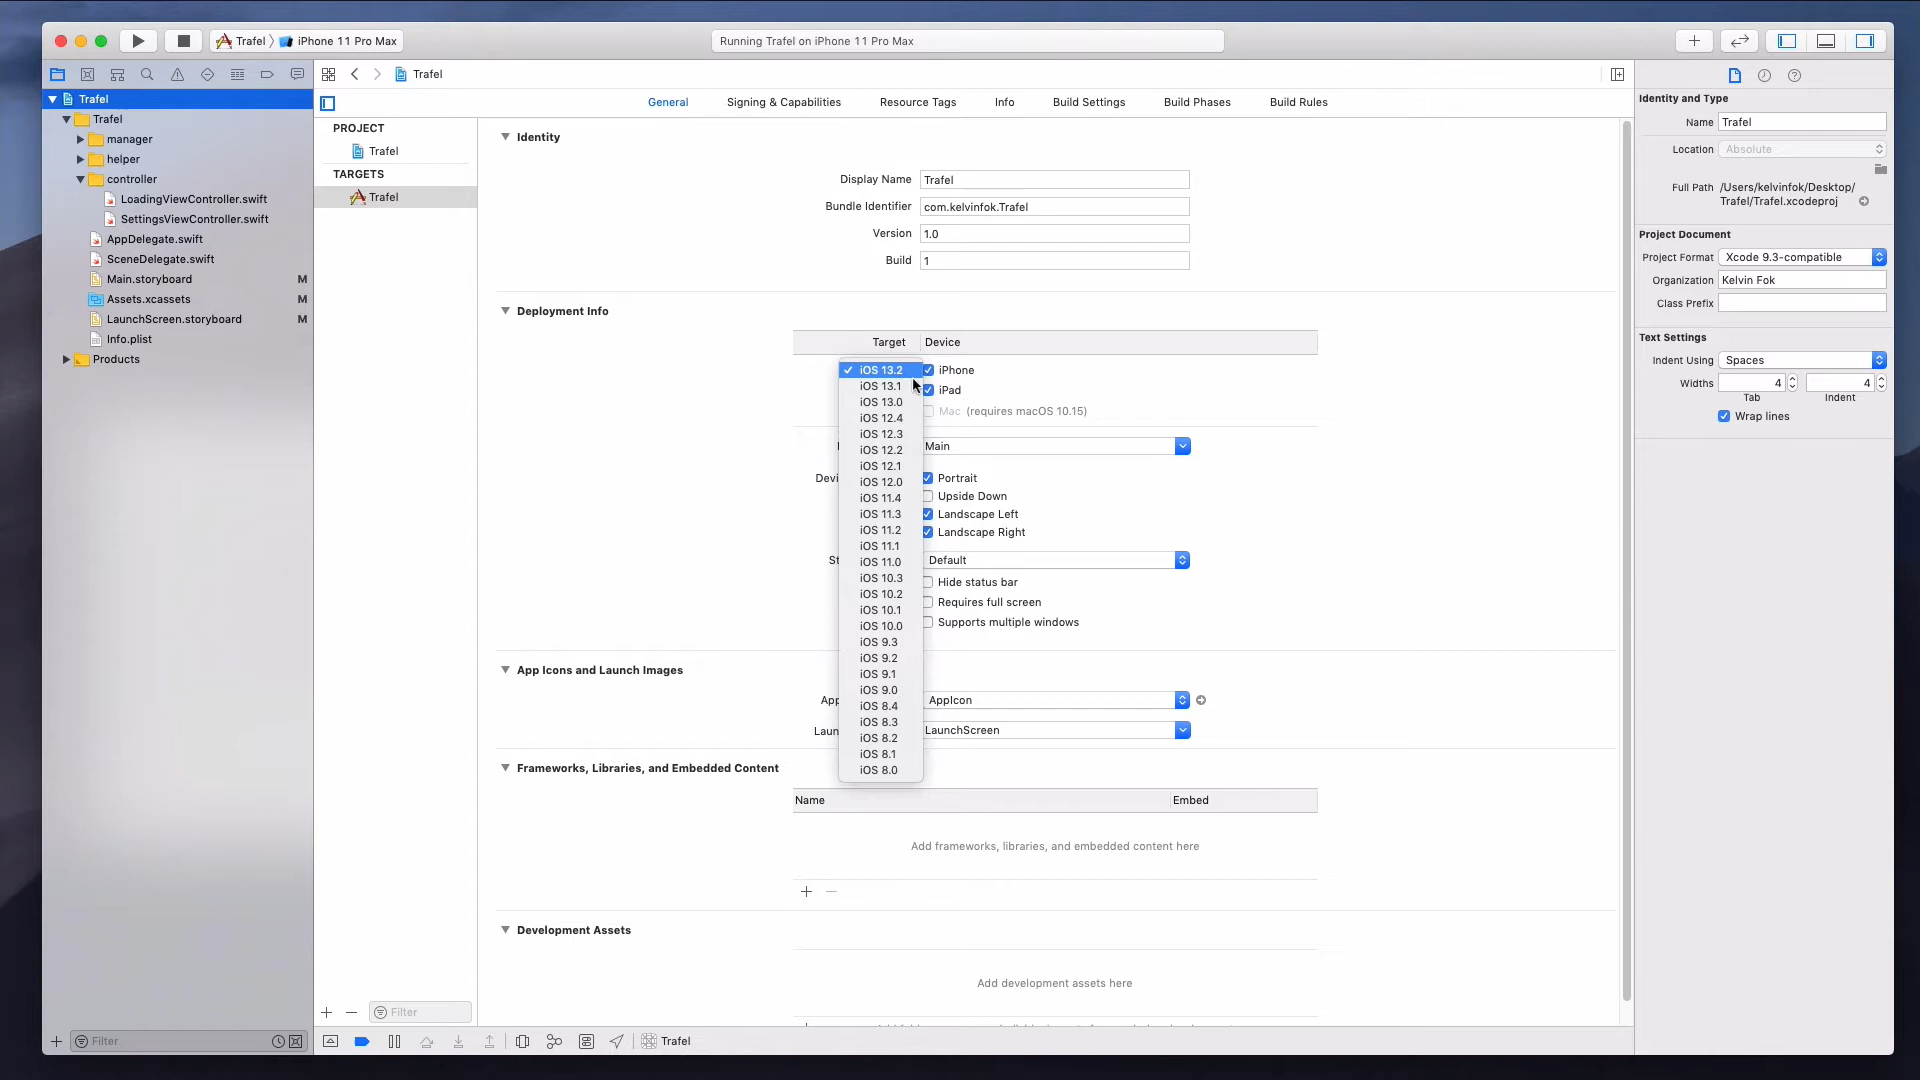 Trafel 〉 iPhone 11 Pro Max
Running Trafel on iPhone 11 Pro Max
Trafel
Trafel
manager
helper
controller
LoadingViewController.swift
SettingsViewController.swift
AppDelegate.swift
SceneDelegate.swift
Main.storyboard M
Assets.xcassets M
LaunchScreen.storyboard M
Info.plist
Products
Filter
Trafel
General Signing & Capabilities Resource Tags Info Build Settings Build Phases Build Rules
PROJECT
Trafel
TARGETS
Trafel
Filter
Identity
Display Name Trafel
Bundle Identifier com.kelvinfok.Trafel
Version 1.0
Build 1
Deployment Info
Target Device
✓ iOS 13.2
iOS 13.1
iOS 13.0
iOS 12.4
iOS 12.3
iOS 12.2
iOS 12.1
iOS 12.0
iOS 11.4
iOS 11.3
iOS 11.2
iOS 11.1
iOS 11.0
iOS 10.3
iOS 10.2
iOS 10.1
iOS 10.0
iOS 9.3
iOS 9.2
iOS 9.1
iOS 9.0
iOS 8.4
iOS 8.3
iOS 8.2
iOS 8.1
iOS 8.0
iPhone
iPad
Mac (requires macOS 10.15)
Main
Devi
Portrait
Upside Down
Landscape Left
Landscape Right
St
Default
Hide status bar
Requires full screen
Supports multiple windows
App Icons and Launch Images
App
AppIcon
Laun
LaunchScreen
Frameworks, Libraries, and Embedded Content
Name Embed
Add frameworks, libraries, and embedded content here
Development Assets
Add development assets here
Trafel
Identity and Type
Name Trafel
Location Absolute
Full Path /Users/kelvinfok/Desktop/
Trafel/Trafel.xcodeproj
Project Document
Project Format Xcode 9.3-compatible
Organization Kelvin Fok
Class Prefix
Text Settings
Indent Using Spaces
Widths 4 4
Tab Indent
Wrap lines